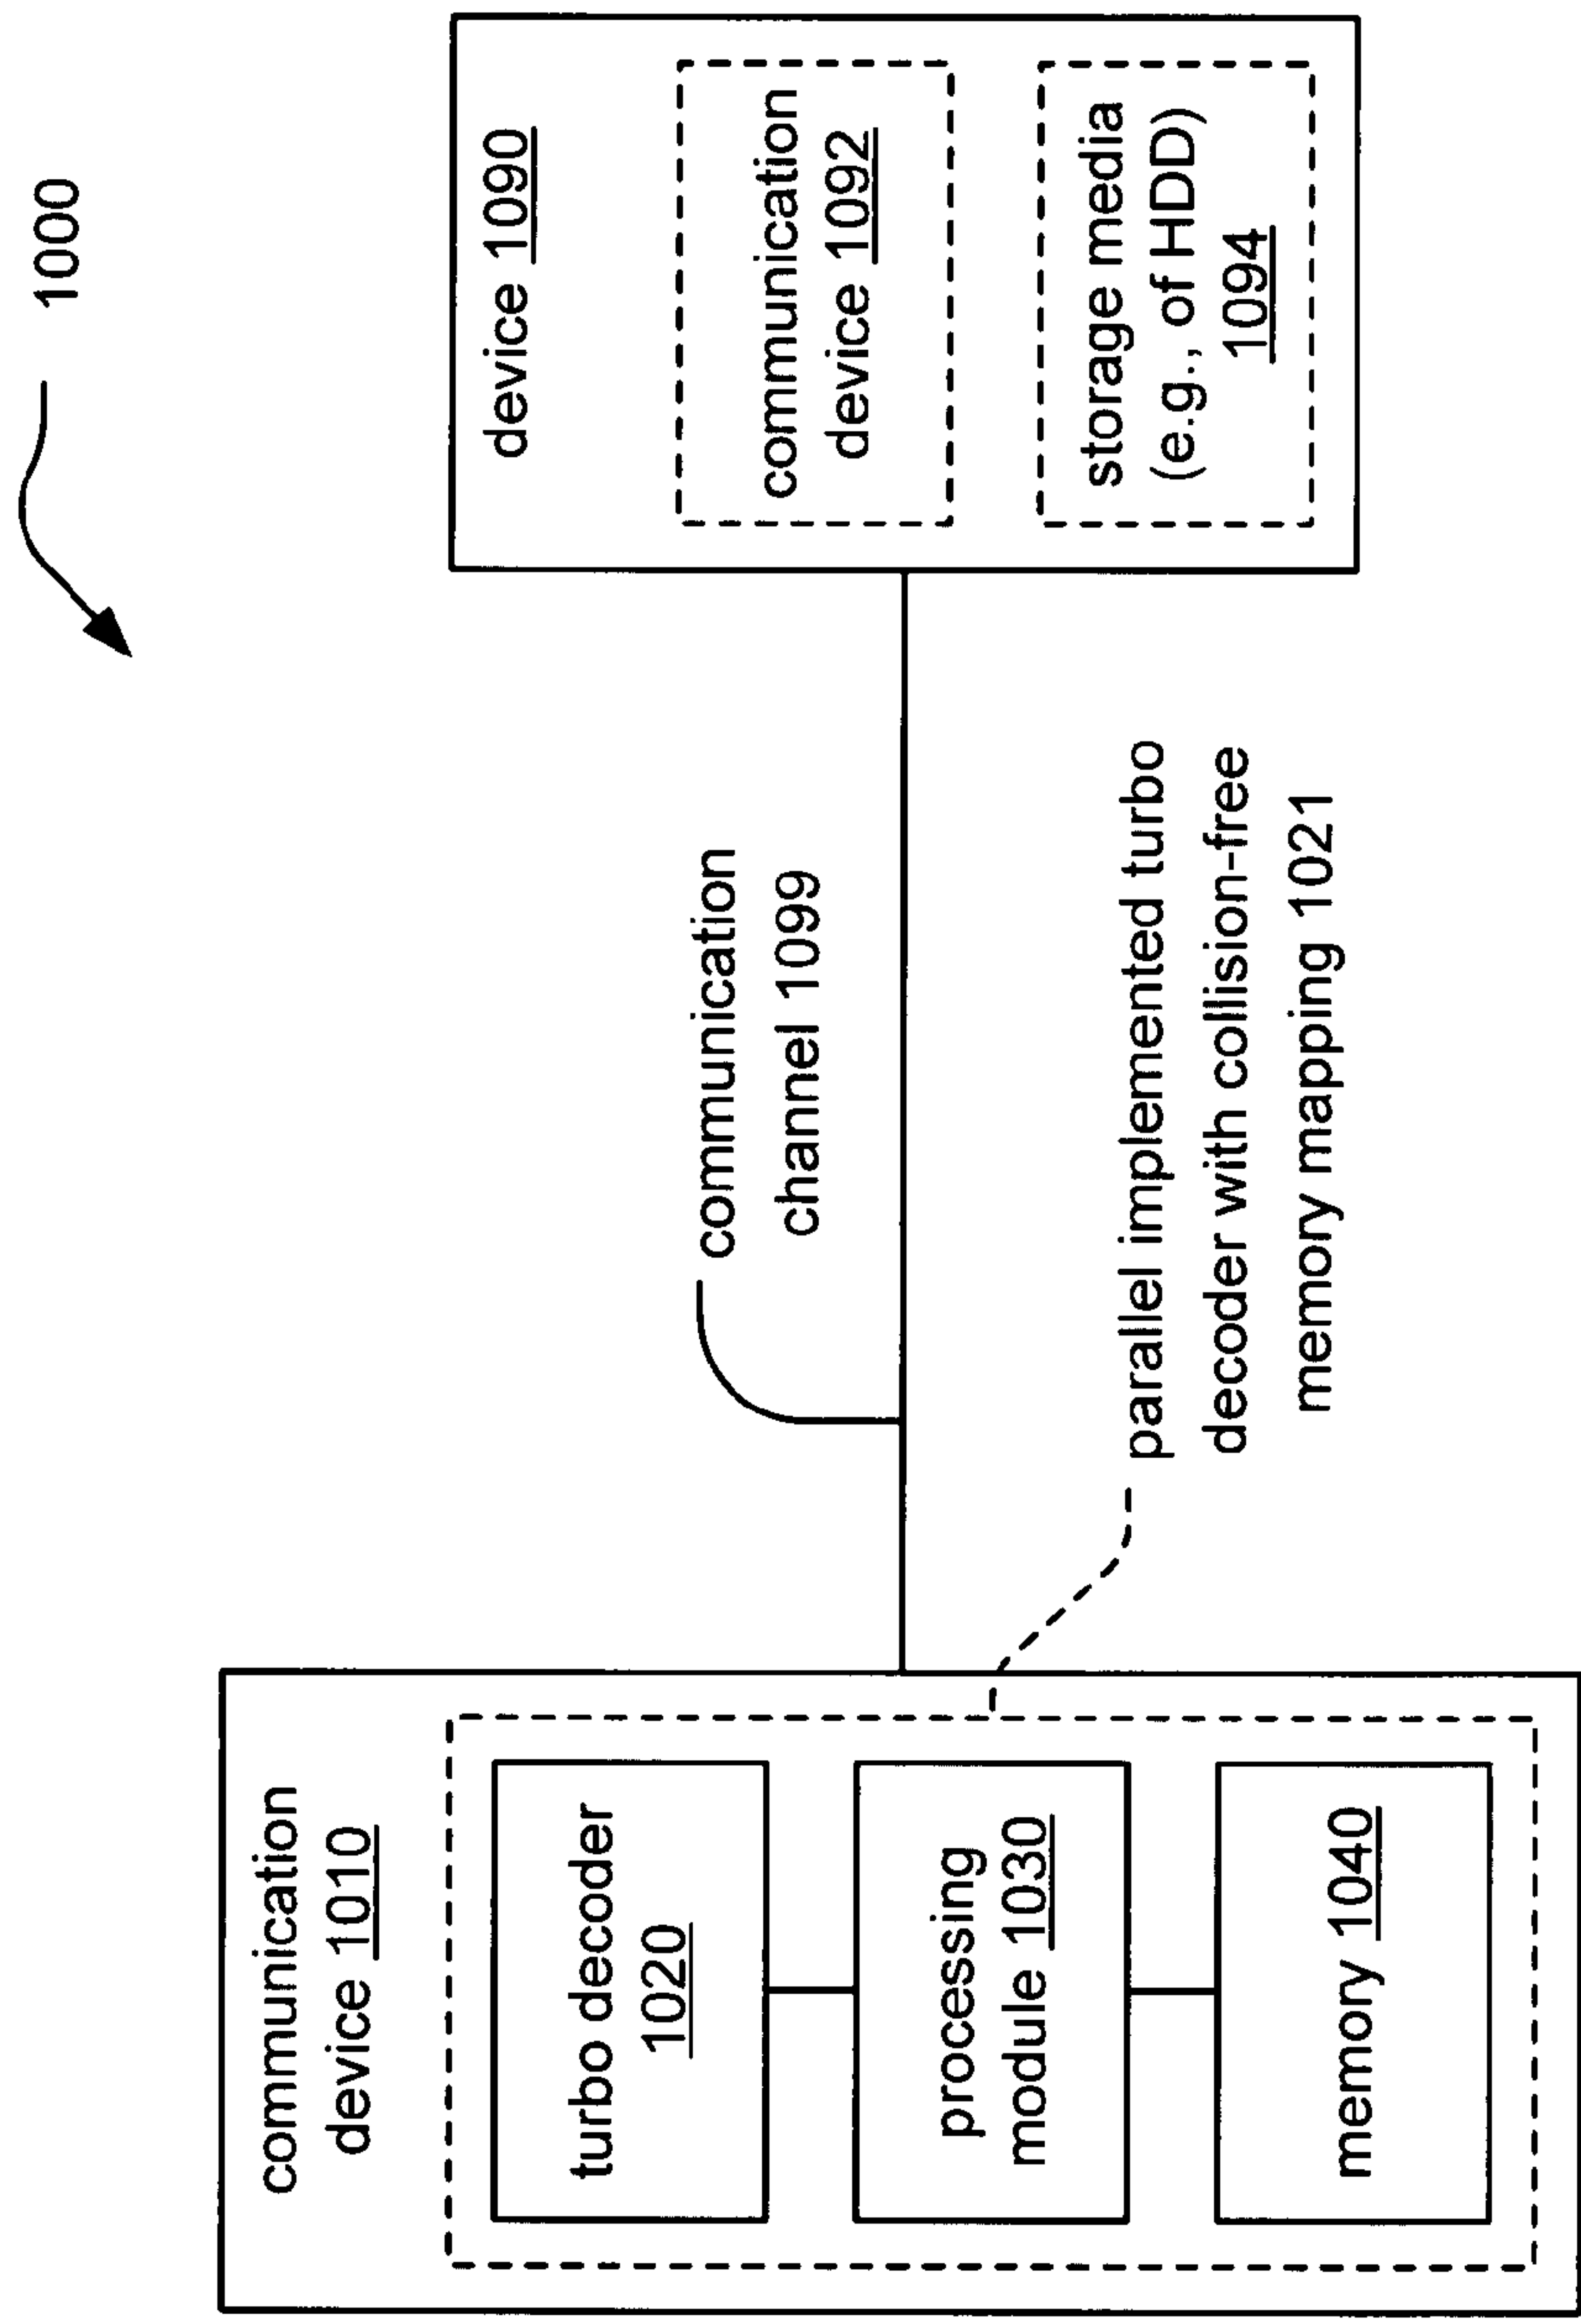 1000
communication
device 1010
turbo decoder
1020
processing
module 1030
memory 1040
communication
channel 1099
parallel implemented turbo
decoder with collision-free
memory mapping 1021
device 1090
communication
device 1092
storage media
(e.g., of HDD)
1094